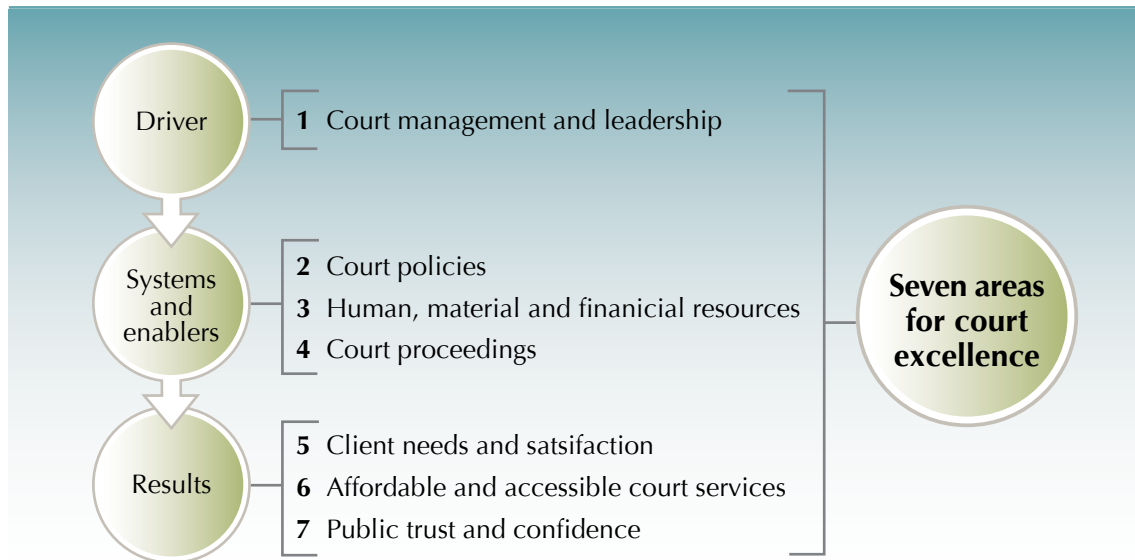 Driver
1 Court management and leadership
Systems
and
enablers
2 Court policies
3 Human, material and finanicial resources
4 Court proceedings
Results
5 Client needs and satsifaction
6 Affordable and accessible court services
7 Public trust and confidence
Seven areas
for court
excellence